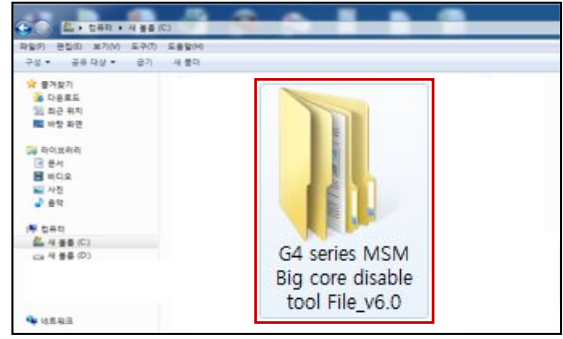 컴퓨터 ▸ 새 볼륨 (C)
파일(F) 편집(E) 보기(V) 도구(T) 도움말(H)
구성 ▾ 공유 대상 ▾ 굽기 새 폴더
즐겨찾기
다운로드
최근 위치
바탕 화면
라이브러리
문서
비디오
사진
음악
컴퓨터
새 볼륨 (C)
새 볼륨 (D)
네트워크
G4 series MSM
Big core disable
tool File_v6.0